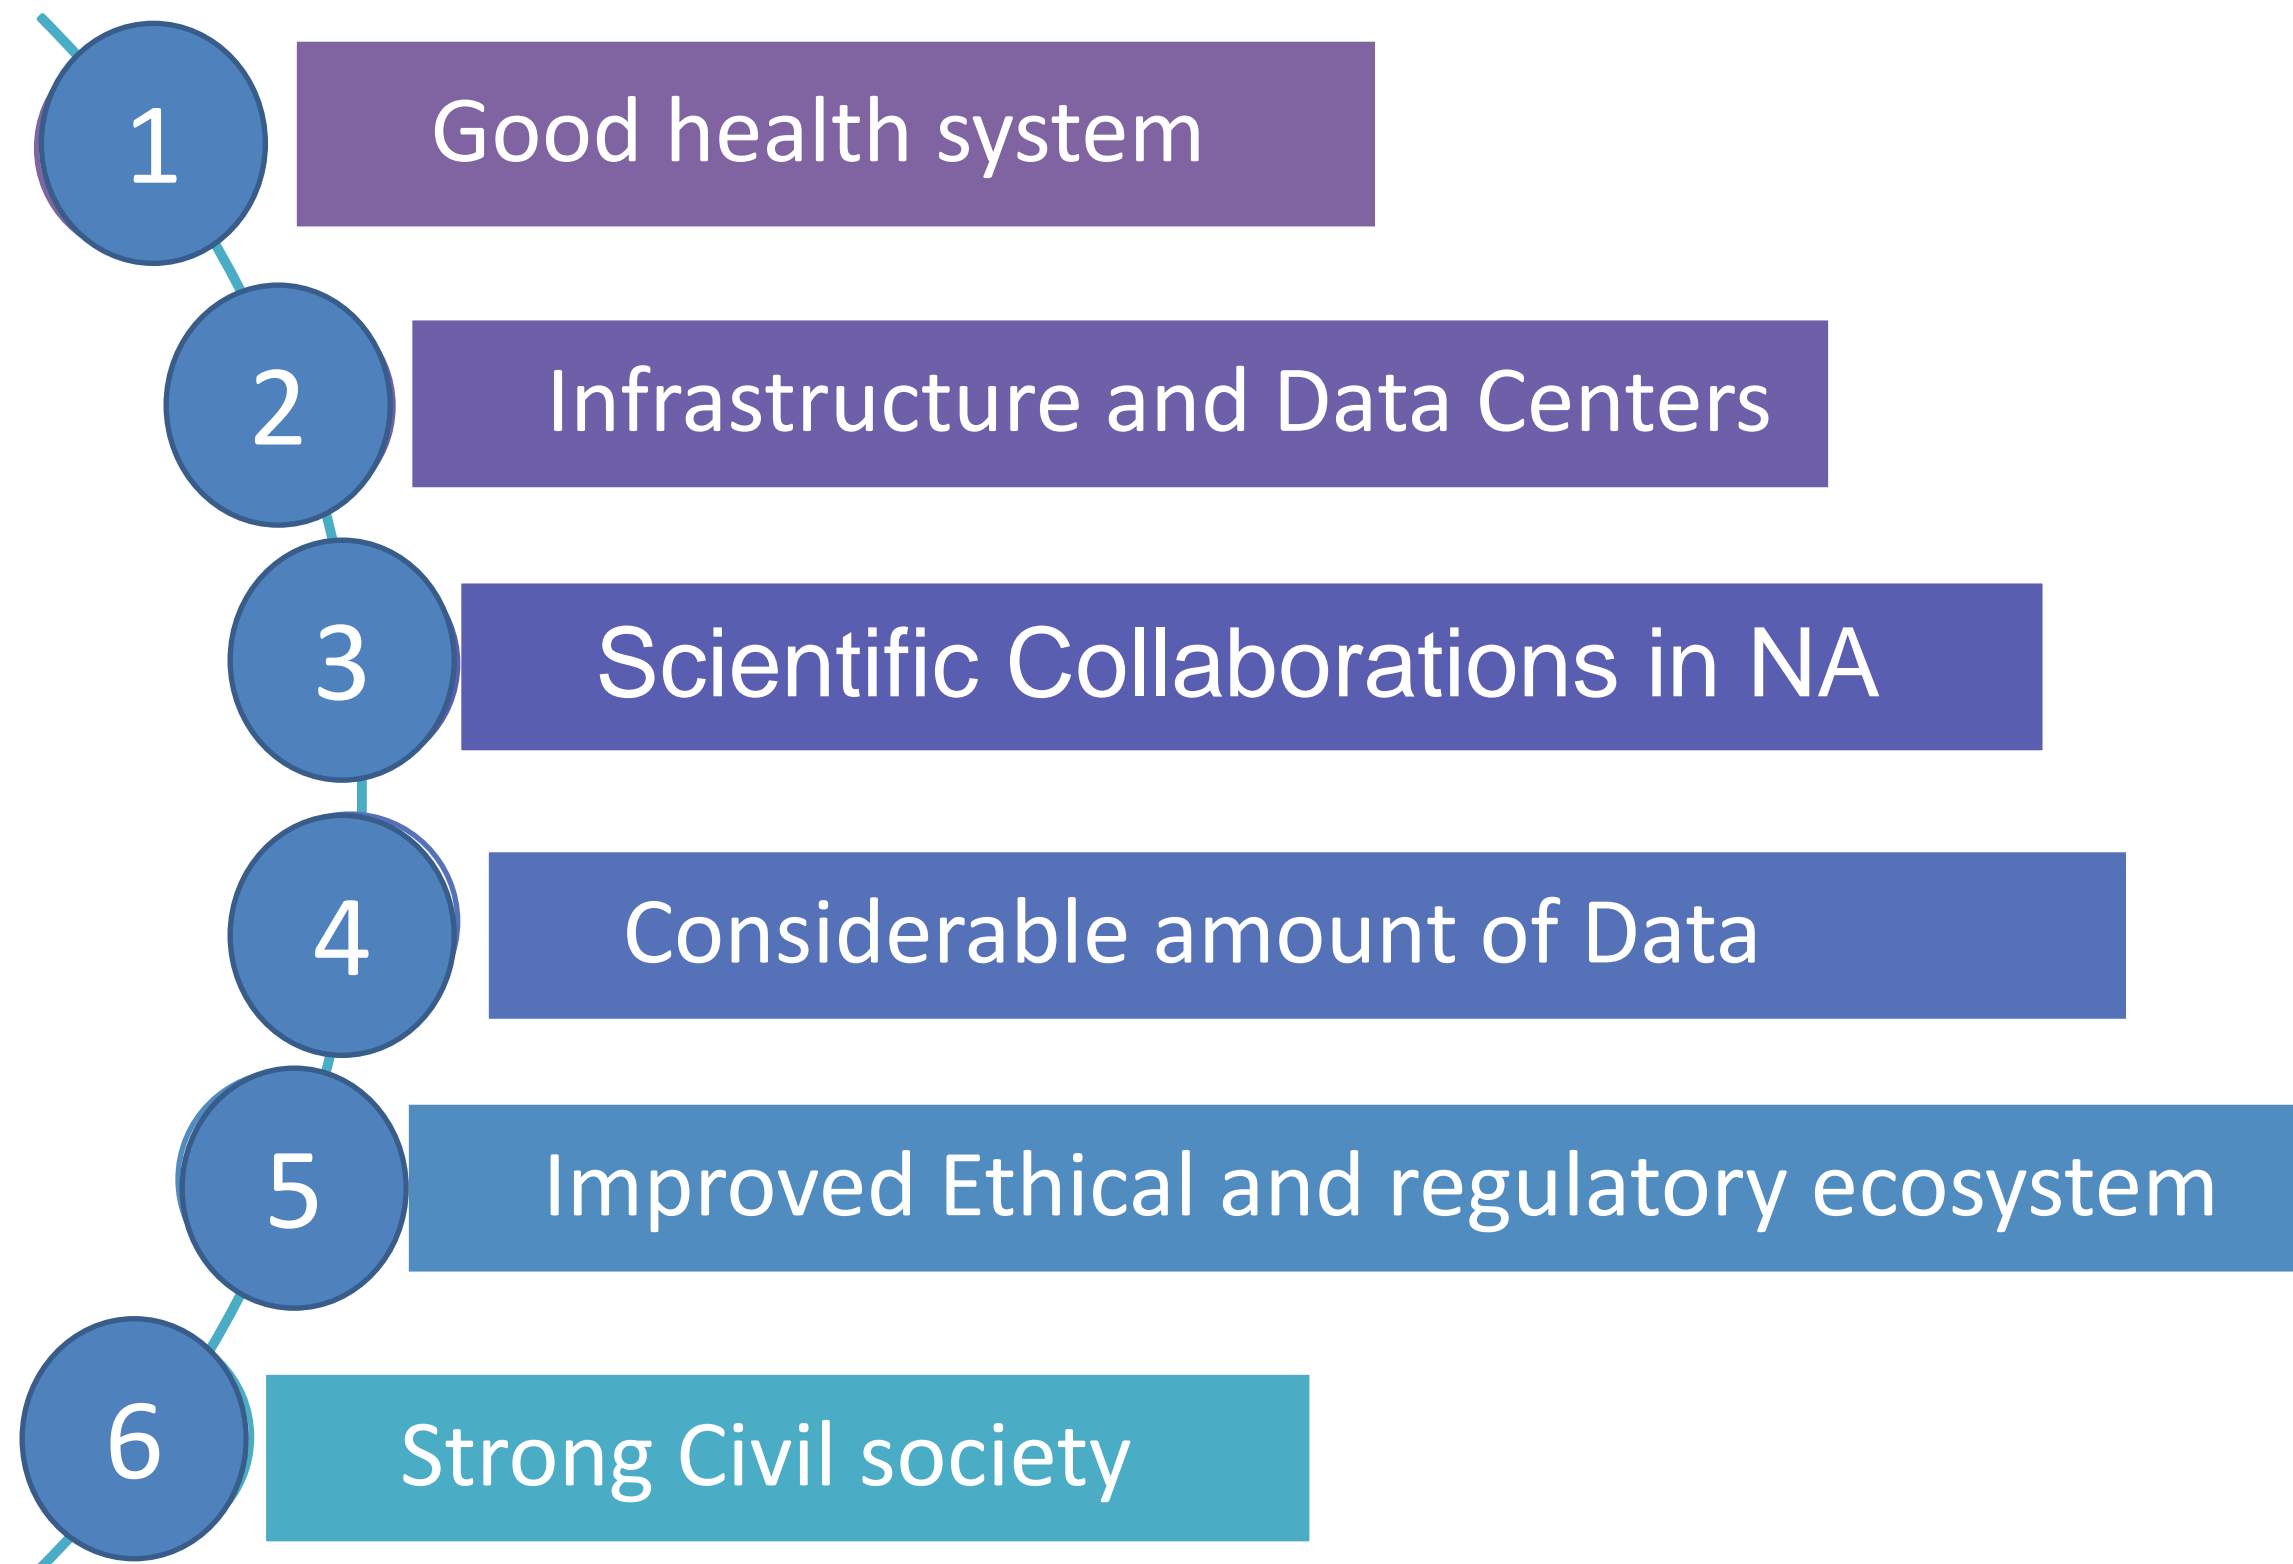 1
Good health system
2
Infrastructure and Data Centers
3
Scientific Collaborations in NA
4
Considerable amount of Data
5
Improved Ethical and regulatory ecosystem
6
Strong Civil society